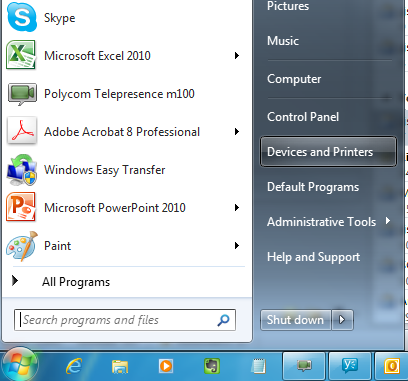 Skype
Microsoft Excel 2010
Polycom Telepresence m100
Adobe Acrobat 8 Professional
Windows Easy Transfer
Microsoft PowerPoint 2010
Paint
All Programs
Search programs and files
Pictures
Music
Computer
Control Panel
Devices and Printers
Default Programs
Administrative Tools
Help and Support
Shut down